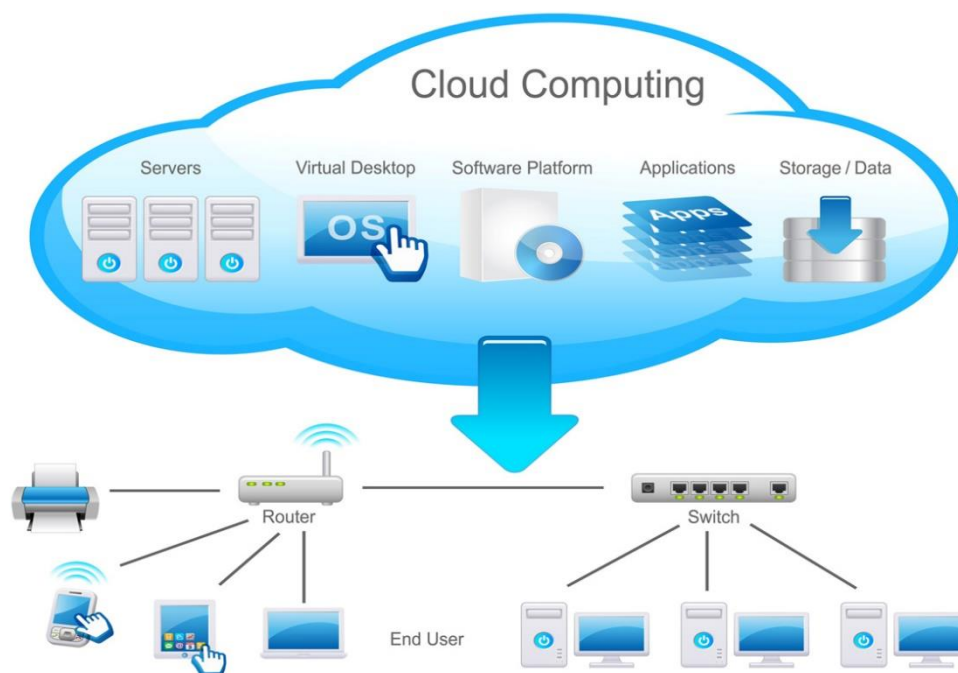 Cloud Computing
Servers
Virtual Desktop
Software Platform
Applications
Storage / Data
OS
Apps
Router
Switch
End User